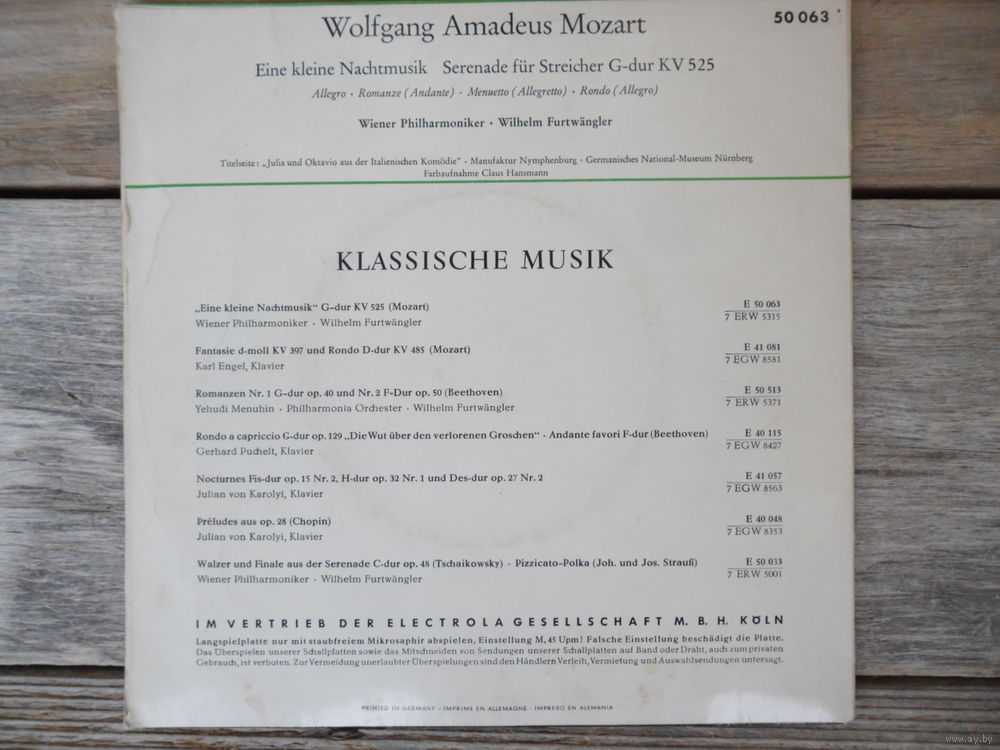 Wolfgang Amadeus Mozart
50 063
Eine kleine Nachtmusik Serenade für Streicher G-dur KV 525
Allegro · Romanze (Andante) · Menuetto (Allegretto) · Rondo (Allegro)
Wiener Philharmoniker · Wilhelm Furtwängler
Titelseite: „Julia und Oktavio aus der Italienischen Komödie" · Manufaktur Nymphenburg · Germanisches National-Museum Nürnberg
Farbaufnahme Claus Hansmann
KLASSISCHE MUSIK
„Eine kleine Nachtmusik" G-dur KV 525 (Mozart) E 50 063
Wiener Philharmoniker · Wilhelm Furtwängler 7 ERW 5315
Fantasie d-moll KV 397 und Rondo D-dur KV 485 (Mozart) E 41 081
Karl Engel, Klavier 7 EGW 8581
Romanzen Nr. 1 G-dur op. 40 und Nr. 2 F-Dur op. 50 (Beethoven) E 50 513
Yehudi Menuhin · Philharmonia Orchester · Wilhelm Furtwängler 7 ERW 5371
Rondo a capriccio G-dur op. 129 „Die Wut über den verlorenen Groschen" · Andante favori F-dur (Beethoven) E 40 115
Gerhard Puchelt, Klavier 7 EGW 8427
Nocturnes Fis-dur op. 15 Nr. 2, H-dur op. 32 Nr. 1 und Des-dur op. 27 Nr. 2 E 41 057
Julian von Karolyi, Klavier 7 EGW 8563
Préludes aus op. 28 (Chopin) E 40 048
Julian von Karolyi, Klavier 7 EGW 8353
Walzer und Finale aus der Serenade C-dur op. 48 (Tschaikowsky) · Pizzicato-Polka (Joh. und Jos. Strauß) E 50 033
Wiener Philharmoniker · Wilhelm Furtwängler 7 ERW 5001
IM VERTRIEB DER ELECTROLA GESELLSCHAFT M. B. H. KÖLN
Langspielplatte nur mit staubfreiem Mikrosaphir abspielen, Einstellung M, 45 Upm! Falsche Einstellung beschädigt die Platte.
Das Überspielen unserer Schallplatten sowie das Mitschneiden von Sendungen unserer Schallplatten auf Band oder Draht, auch zum privaten
Gebrauch, ist verboten. Zur Vermeidung unerlaubter Überspielungen sind den Händlern Verleih, Vermietung und Auswahlsendungen untersagt.
PRINTED IN GERMANY · IMPRIME EN ALLEMAGNE · IMPRESO EN ALEMANIA
www.ay.by